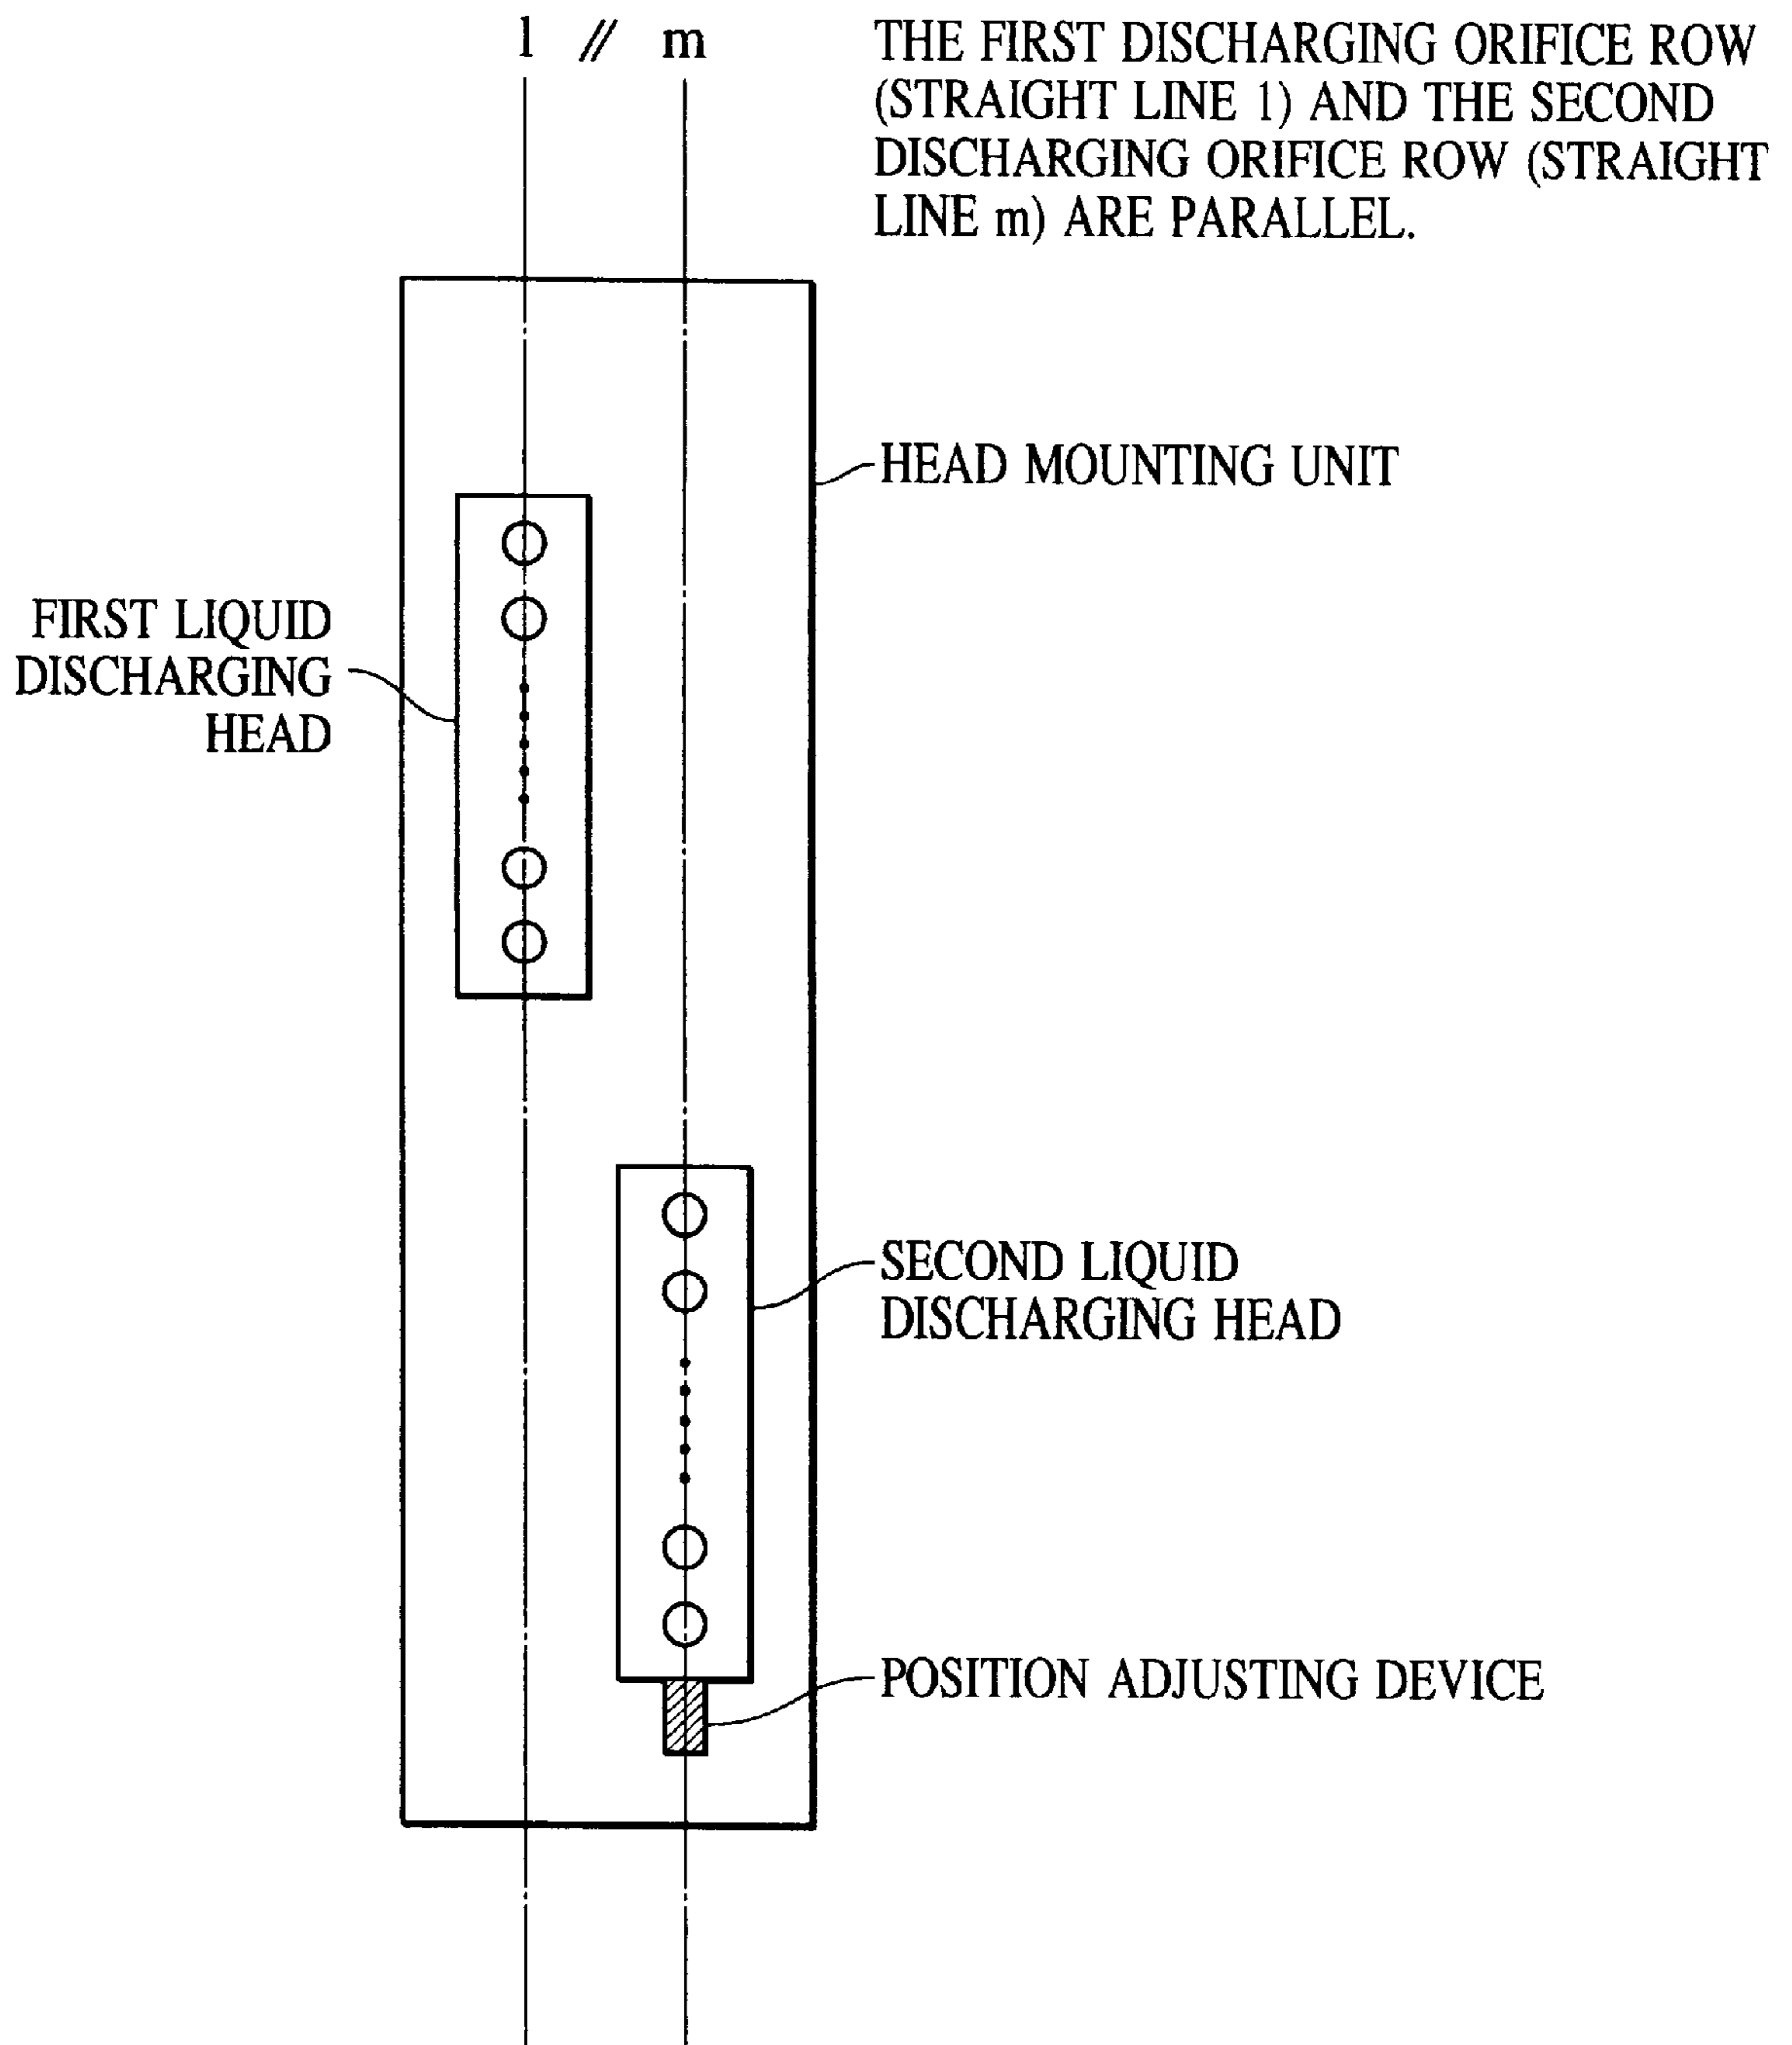 l // m
THE FIRST DISCHARGING ORIFICE ROW
(STRAIGHT LINE l) AND THE SECOND
DISCHARGING ORIFICE ROW (STRAIGHT
LINE m) ARE PARALLEL.
HEAD MOUNTING UNIT
FIRST LIQUID
DISCHARGING
HEAD
SECOND LIQUID
DISCHARGING HEAD
POSITION ADJUSTING DEVICE